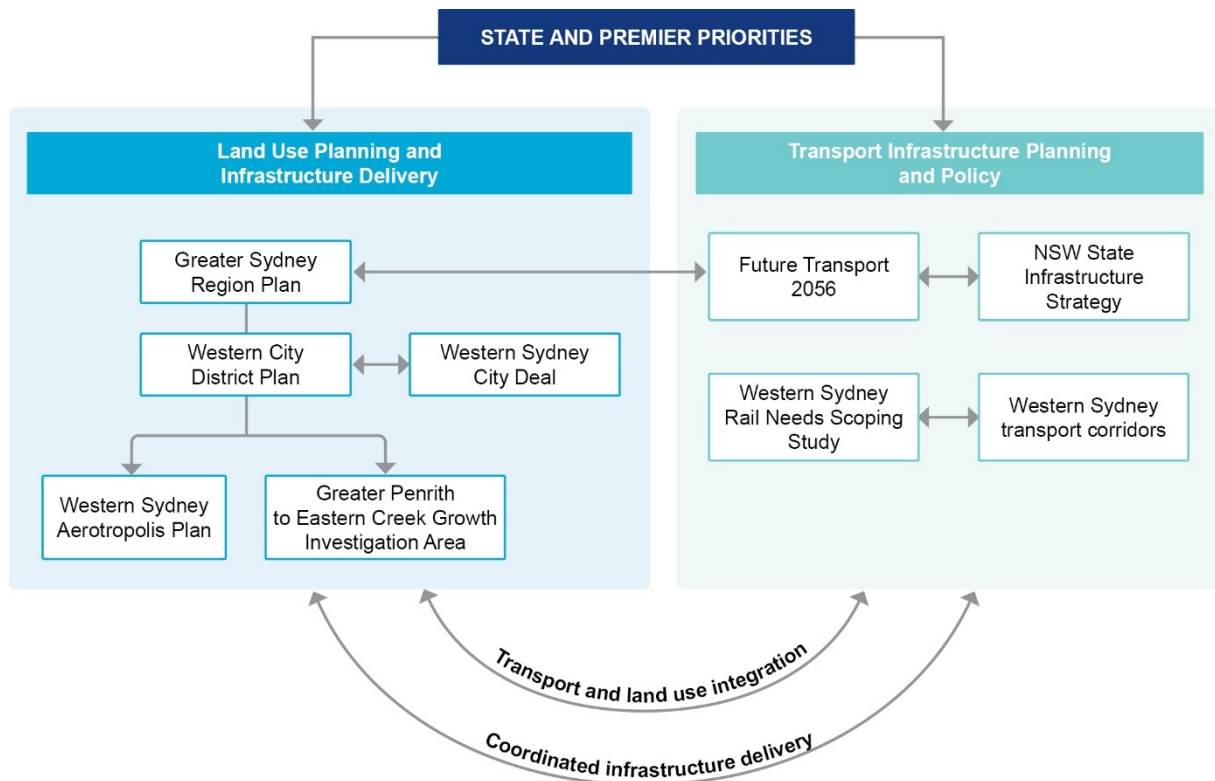 STATE AND PREMIER PRIORITIES
Land Use Planning and
Infrastructure Delivery
Greater Sydney
Region Plan
Western City
District Plan
Western Sydney
City Deal
Western Sydney
Aerotropolis Plan
Greater Penrith
to Eastern Creek Growth
Investigation Area
Transport Infrastructure Planning
and Policy
Future Transport
2056
NSW State
Infrastructure
Strategy
Western Sydney
Rail Needs Scoping
Study
Western Sydney
transport corridors
Transport and land use integration
Coordinated infrastructure delivery